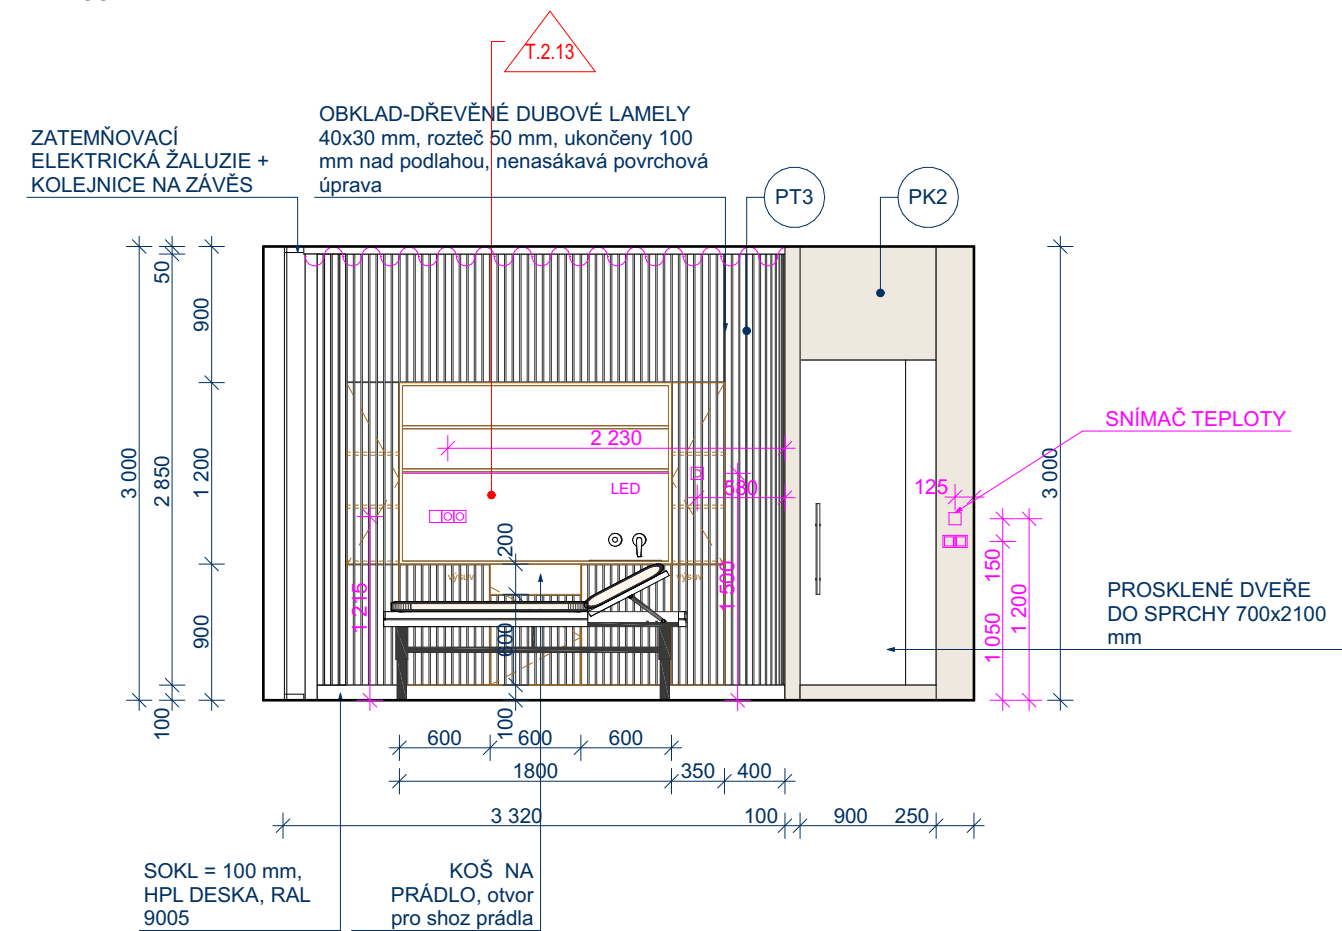 T.2.13
OBKLAD-DŘEVĚNÉ DUBOVÉ LAMELY
40x30 mm, rozteč 50 mm, ukončeny 100
mm nad podlahou, nenasákavá povrchová
úprava
ZATEMŇOVACÍ
ELEKTRICKÁ ŽALUZIE +
KOLEJNICE NA ZÁVĚS
PT3
PK2
50
900
3 000
2 850
1 200
900
100
2 230
LED
580
200
výsuv
výsuv
1 215
1 500
600
100
SNÍMAČ TEPLOTY
3 000
125
150
1 200
1 050
PROSKLENÉ DVEŘE
DO SPRCHY 700x2100
mm
600
600
600
1800
350
400
3 320
100
900
250
SOKL = 100 mm,
HPL DESKA, RAL
9005
KOŠ NA
PRÁDLO, otvor
pro shoz prádla